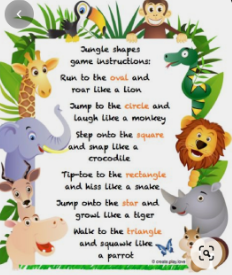 Jungle shapes
game instructions:
Run to the oval and
roar like a lion
Jump to the circle and
laugh like a monkey
Step onto the square
and snap like a
crocodile
Tip-toe to the rectangle
and hiss like a snake
Jump onto the star and
growl like a tiger
Walk to the triangle
and squawk like
a parrot
© create.play.love